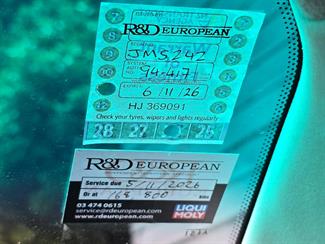 R&D EUROPEAN
JMS242
94-4171
EXPIRES
6/11/26
HJ 369091
Check your tyres, wipers and lights regularly
28 27 25
R&D EUROPEAN
Service due 5/11/2026
Or at 168 800 kms
03 474 0615
service@rdeuropean.com
www.rdeuropean.com
LIQUI
MOLY